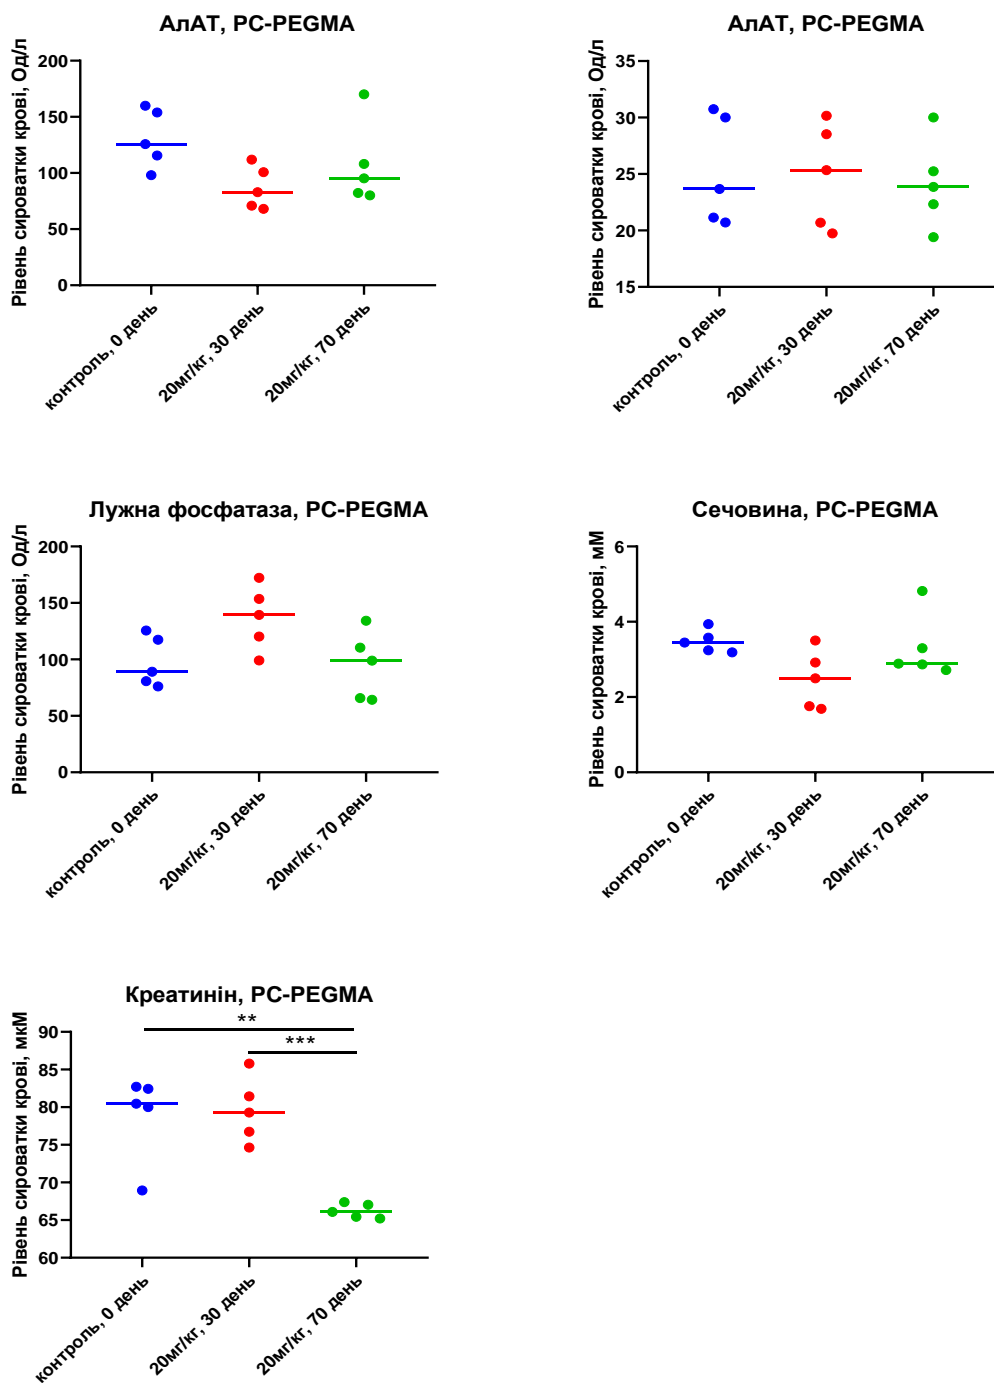 АлАТ, PC-PEGMA
Рівень сироватки крові, Од/л
200
150
100
50
0
контроль, 0 день
20мг/кг, 30 день
20мг/кг, 70 день
АлАТ, PC-PEGMA
Рівень сироватки крові, Од/л
35
30
25
20
15
контроль, 0 день
20мг/кг, 30 день
20мг/кг, 70 день
Лужна фосфатаза, PC-PEGMA
Рівень сироватки крові, Од/л
200
150
100
50
0
контроль, 0 день
20мг/кг, 30 день
20мг/кг, 70 день
Сечовина, PC-PEGMA
Рівень сироватки крові, мМ
6
4
2
0
контроль, 0 день
20мг/кг, 30 день
20мг/кг, 70 день
Креатинін, PC-PEGMA
Рівень сироватки крові, мкМ
**
***
90
85
80
75
70
65
60
контроль, 0 день
20мг/кг, 30 день
20мг/кг, 70 день